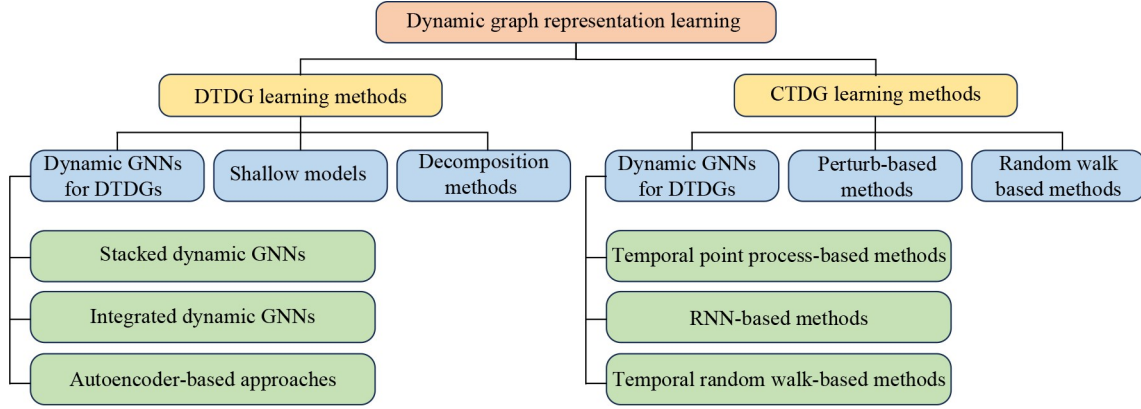 Dynamic graph representation learning
DTDG learning methods
CTDG learning methods
Dynamic GNNs
for DTDGs
Shallow models
Decomposition
methods
Dynamic GNNs
for DTDGs
Perturb-based
methods
Random walk
based methods
Stacked dynamic GNNs
Integrated dynamic GNNs
Autoencoder-based approaches
Temporal point process-based methods
RNN-based methods
Temporal random walk-based methods